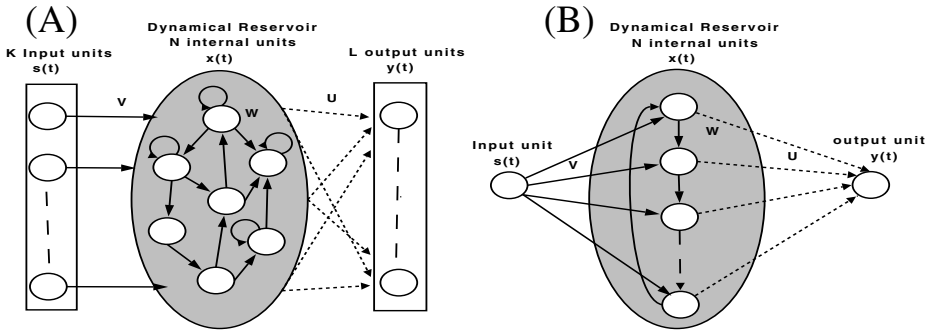 (A)
Dynamical Reservoir
N internal units
x(t)
K Input units
s(t)
L output units
y(t)
V
W
U
(B)
Dynamical Reservoir
N internal units
x(t)
Input unit
s(t)
output unit
y(t)
V
W
U